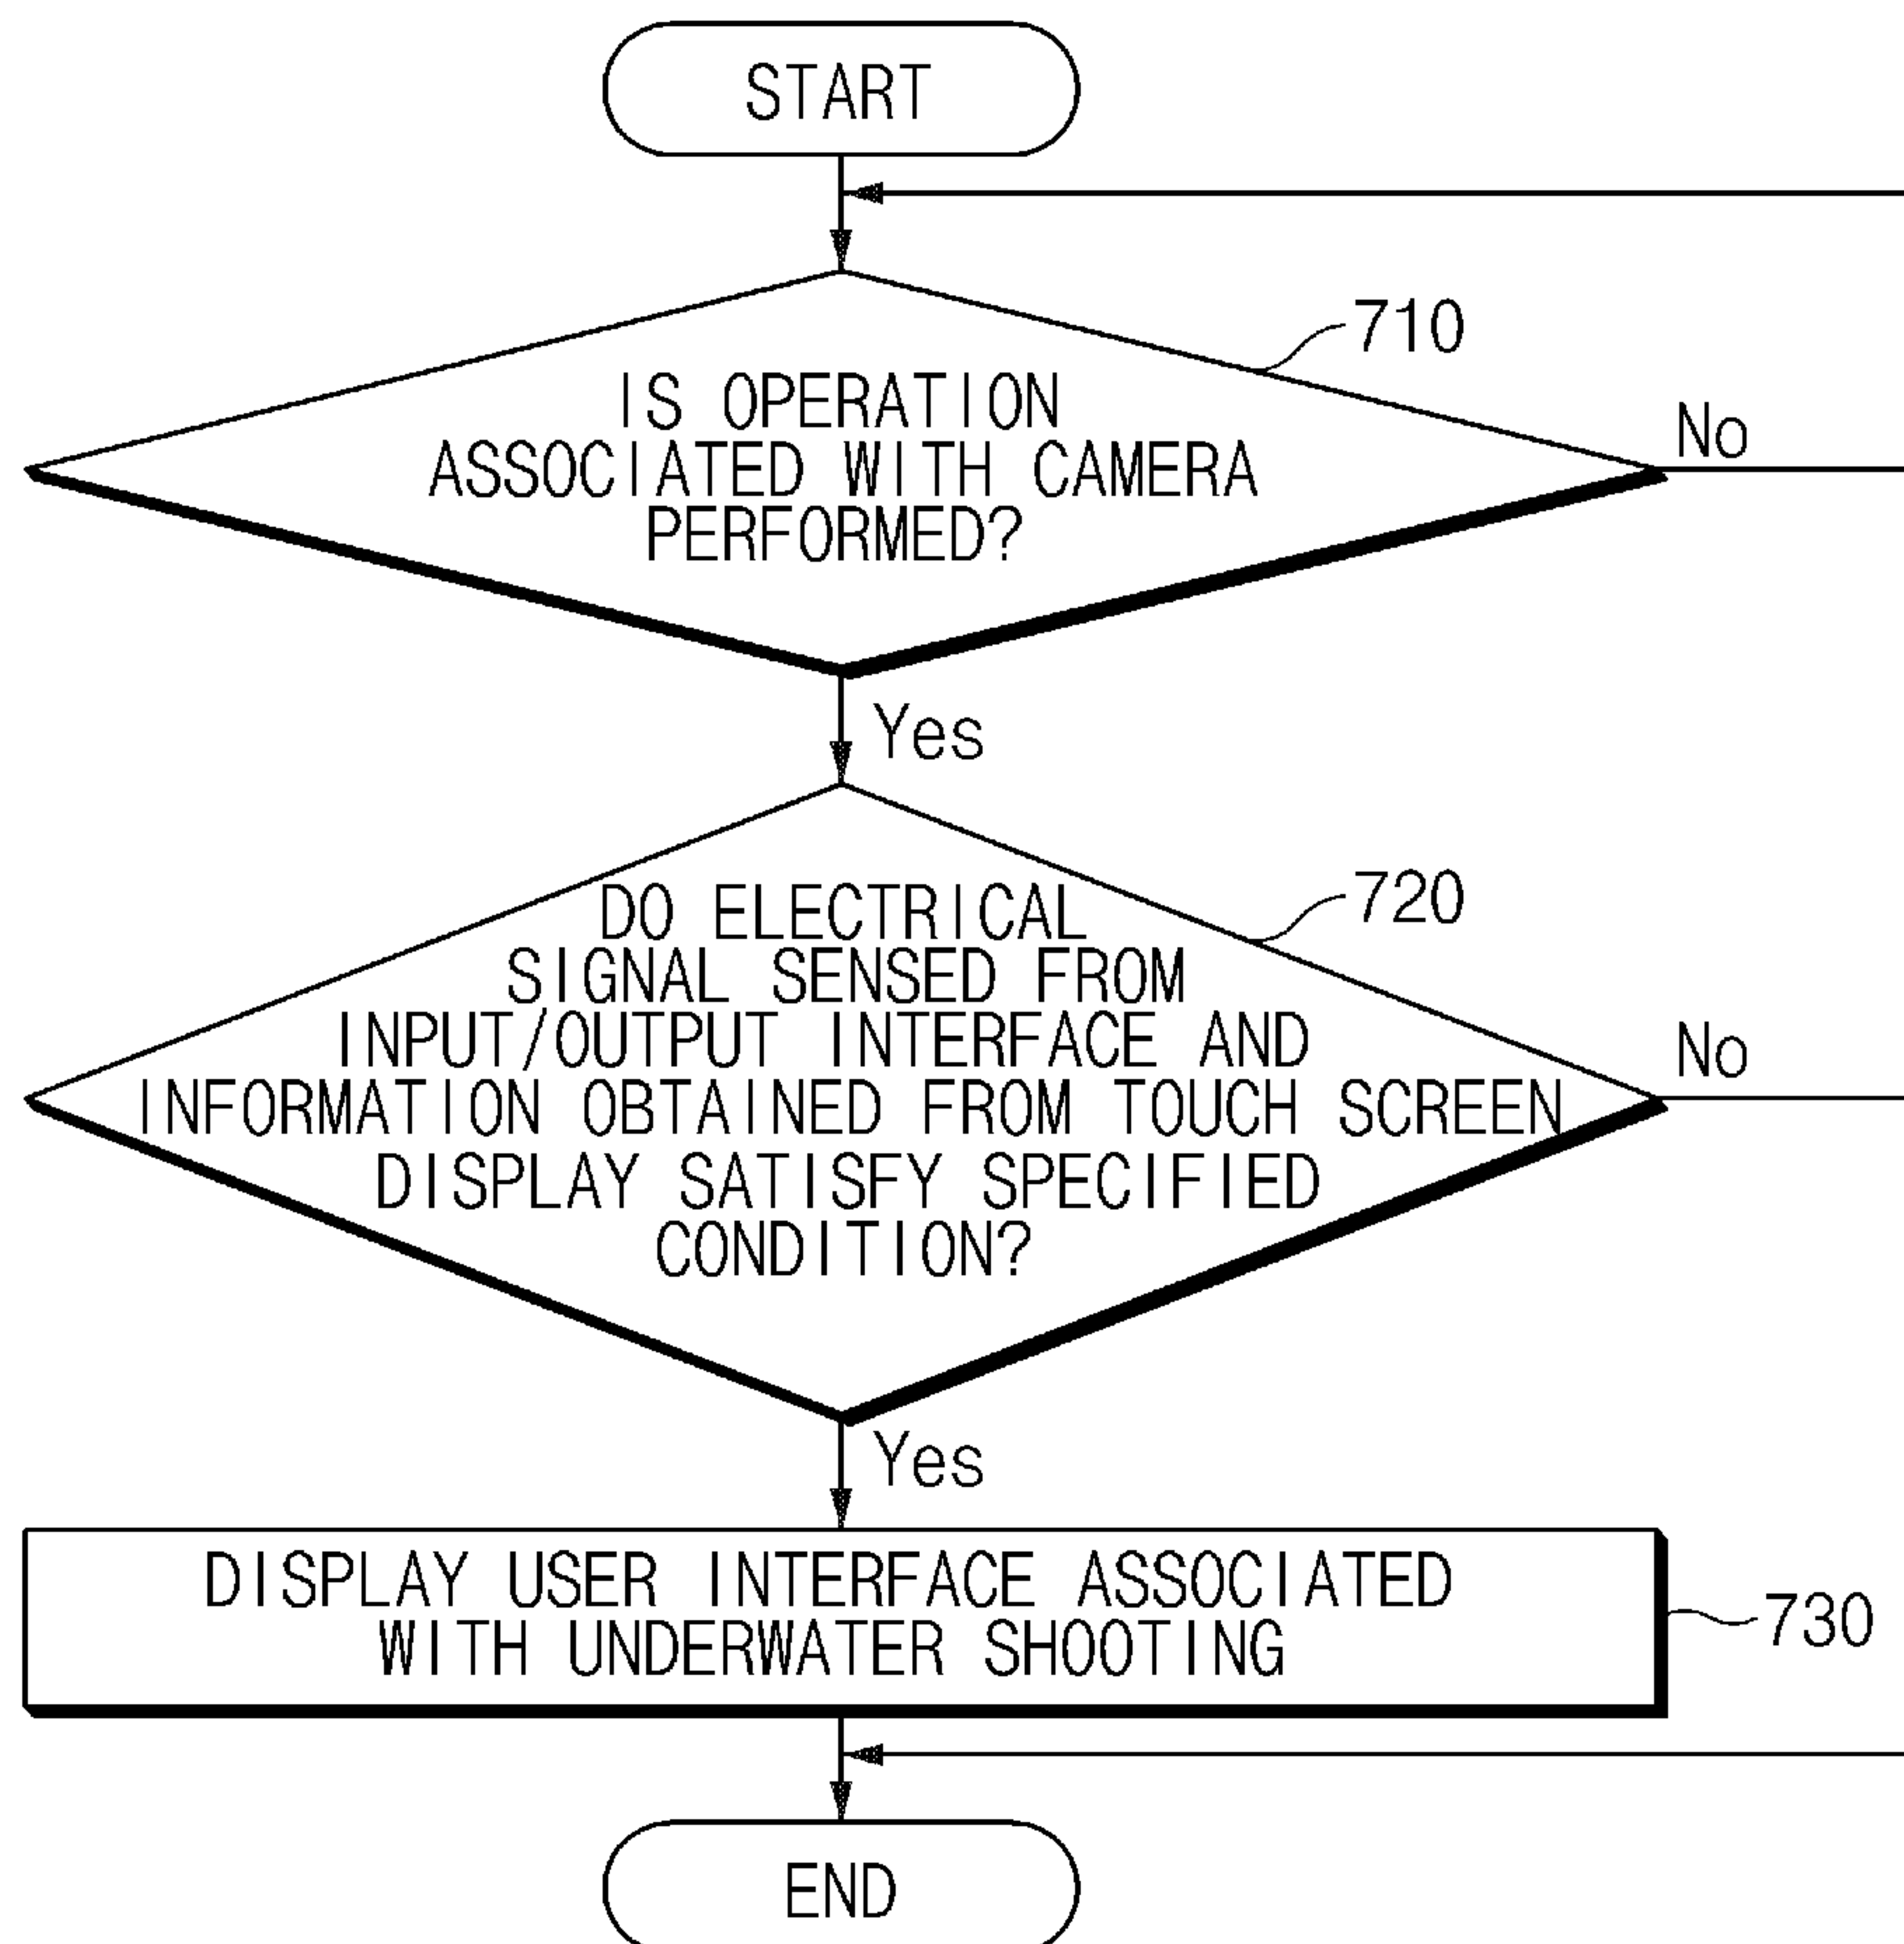 START
710
IS OPERATION
ASSOCIATED WITH CAMERA
PERFORMED?
No
Yes
720
DO ELECTRICAL
SIGNAL SENSED FROM
INPUT/OUTPUT INTERFACE AND
INFORMATION OBTAINED FROM TOUCH SCREEN
DISPLAY SATISFY SPECIFIED
CONDITION?
No
Yes
DISPLAY USER INTERFACE ASSOCIATED
WITH UNDERWATER SHOOTING
730
END